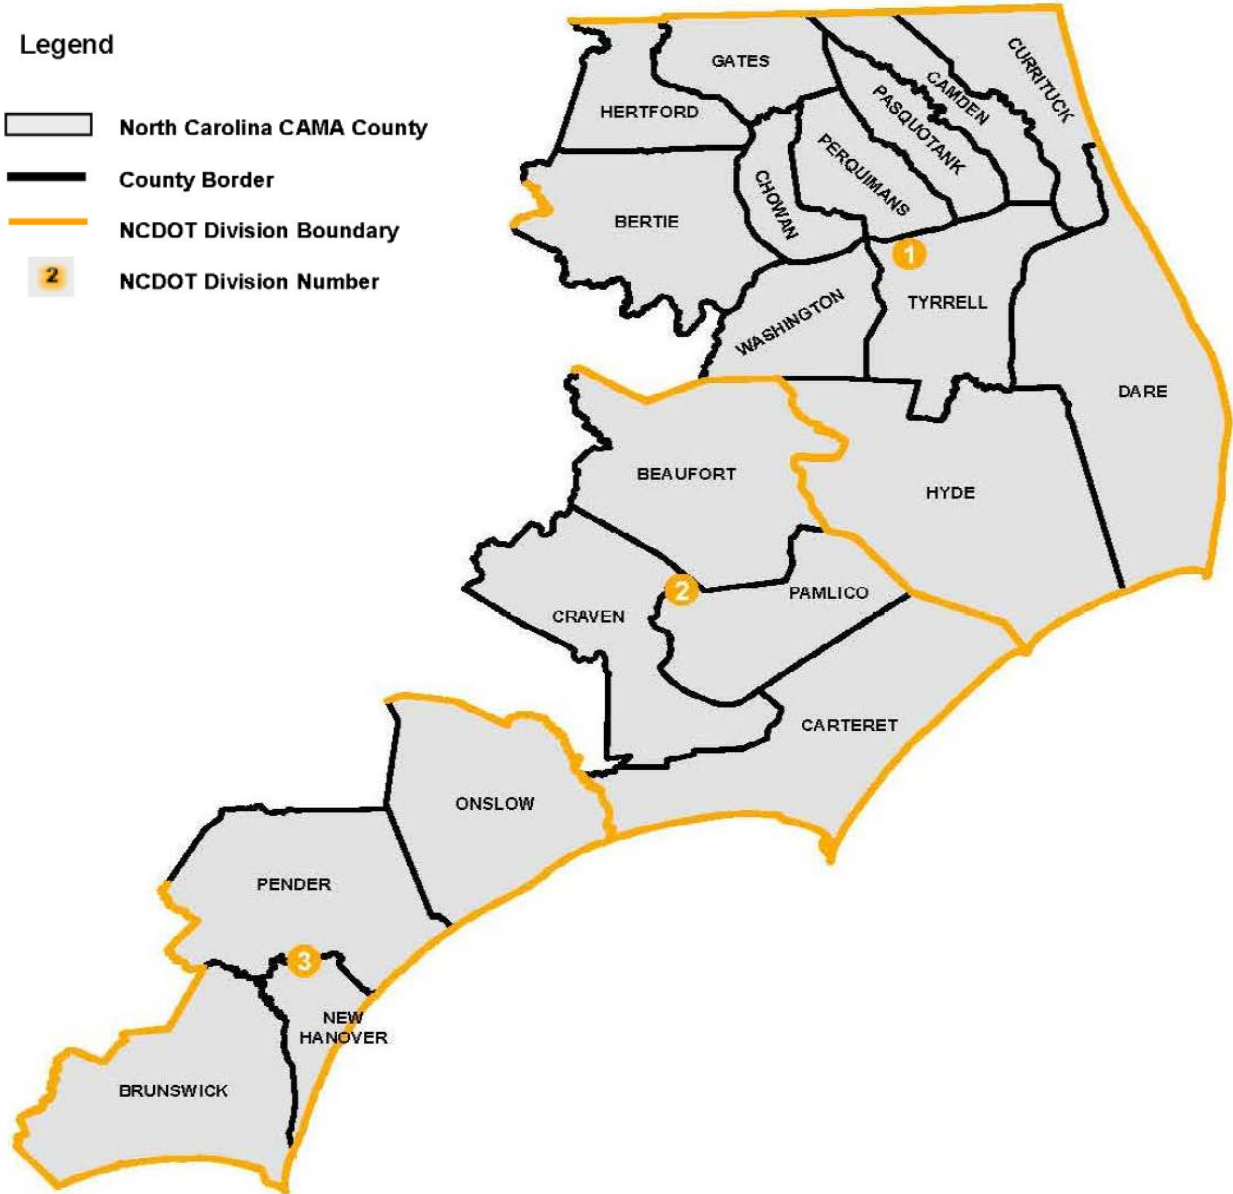 Legend
North Carolina CAMA County
County Border
NCDOT Division Boundary
2
NCDOT Division Number
GATES
HERTFORD
CURRITUCK
CAMDEN
PASQUOTANK
PERQUIMANS
CHOWAN
BERTIE
1
TYRRELL
WASHINGTON
DARE
BEAUFORT
HYDE
2
PAMLICO
CRAVEN
CARTERET
ONSLOW
PENDER
3
NEW
HANOVER
BRUNSWICK